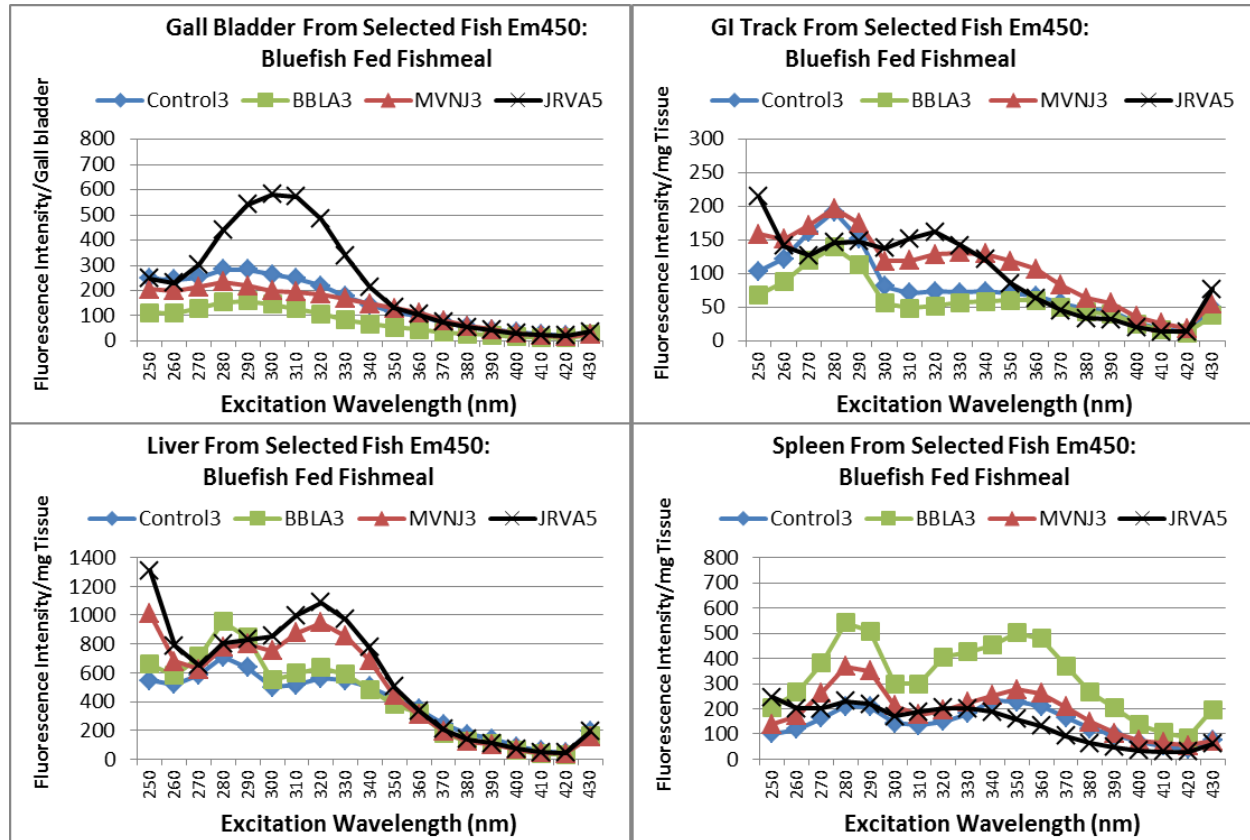 Gall Bladder From Selected Fish Em450:
Bluefish Fed Fishmeal
Control3 BBLA3 MVNJ3 JRVA5
Fluorescence Intensity/Gall bladder
800
700
600
500
400
300
200
100
0
250 260 270 280 290 300 310 320 330 340 350 360 370 380 390 400 410 420 430
Excitation Wavelength (nm)
GI Track From Selected Fish Em450:
Bluefish Fed Fishmeal
Control3 BBLA3 MVNJ3 JRVA5
Fluorescence Intensity/mg Tissue
300
250
200
150
100
50
0
250 260 270 280 290 300 310 320 330 340 350 360 370 380 390 400 410 420 430
Excitation Wavelength (nm)
Liver From Selected Fish Em450:
Bluefish Fed Fishmeal
Control3 BBLA3 MVNJ3 JRVA5
Fluorescence Intensity/mg Tissue
1400
1200
1000
800
600
400
200
0
250 260 270 280 290 300 310 320 330 340 350 360 370 380 390 400 410 420 430
Excitation Wavelength (nm)
Spleen From Selected Fish Em450:
Bluefish Fed Fishmeal
Control3 BBLA3 MVNJ3 JRVA5
Fluorescence Intensity/mg Tissue
800
700
600
500
400
300
200
100
0
250 260 270 280 290 300 310 320 330 340 350 360 370 380 390 400 410 420 430
Excitation Wavelength (nm)